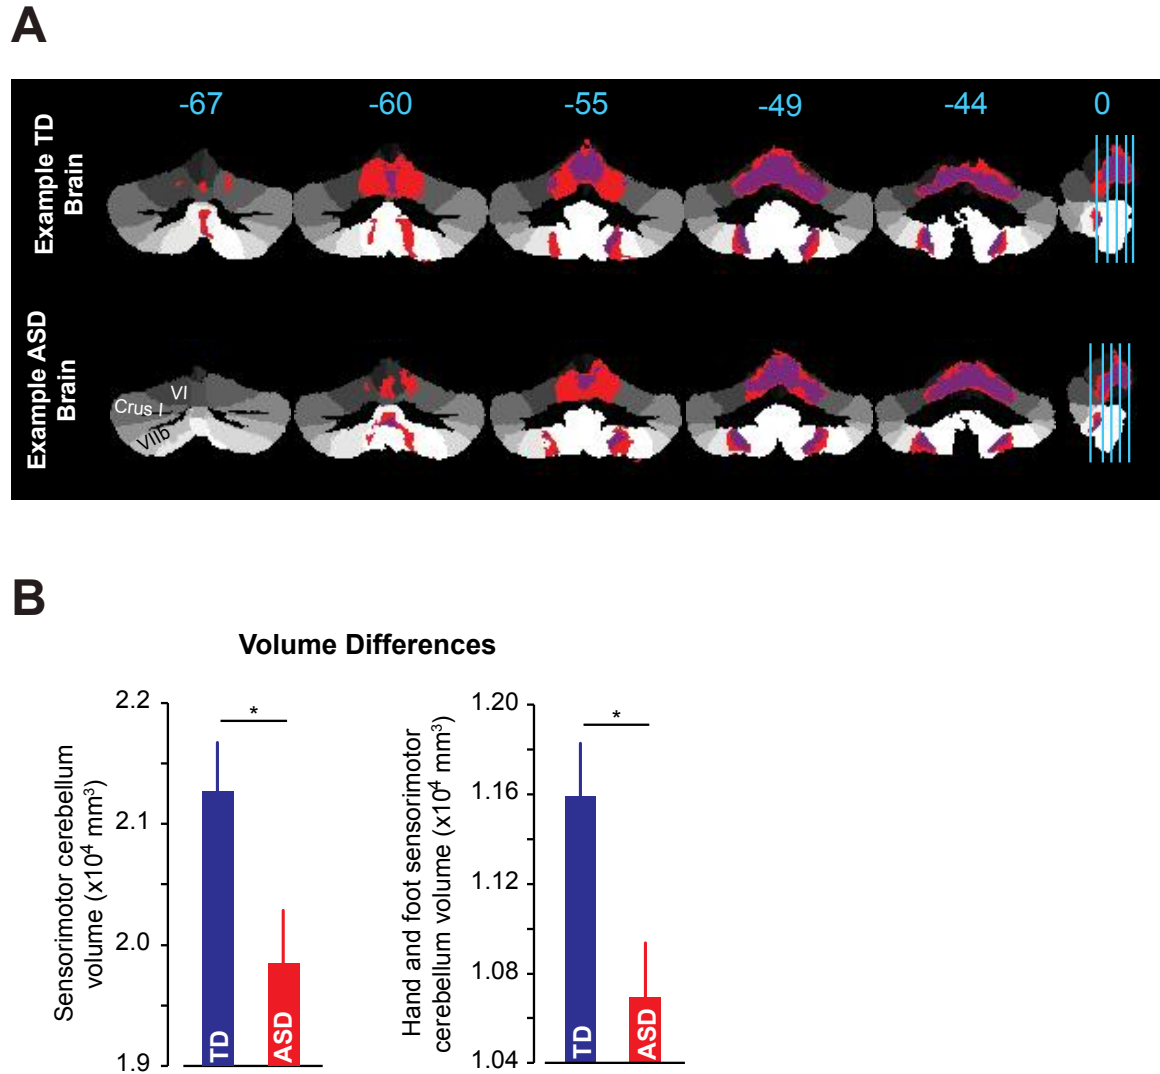 A
-67 -60 -55 -49 -44 0
Example TD
Brain
Example ASD
Brain
VI
Crus I
VIIb
B
Volume Differences
Sensorimotor cerebellum
volume (x10⁴ mm³)
2.2
2.1
2.0
1.9
*
TD
ASD
Hand and foot sensorimotor
cerebellum volume (x10⁴ mm³)
1.20
1.16
1.12
1.08
1.04
*
TD
ASD